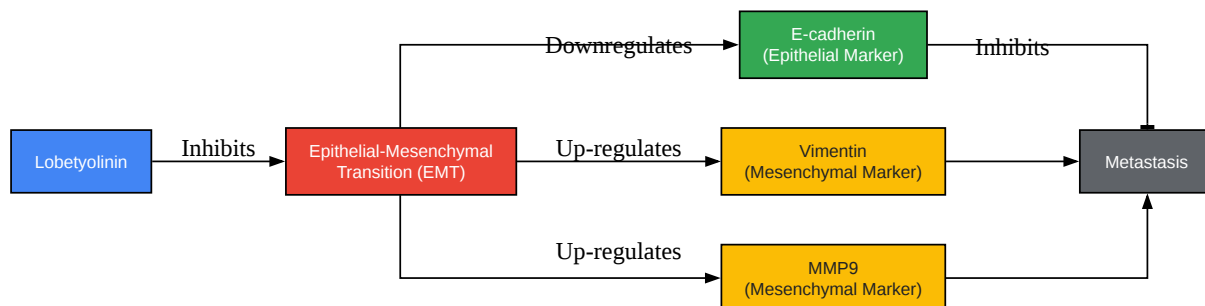 Downregulates
E-cadherin
(Epithelial Marker)
Inhibits
Lobetyolinin
Inhibits
Epithelial-Mesenchymal
Transition (EMT)
Up-regulates
Vimentin
(Mesenchymal Marker)
Metastasis
Up-regulates
MMP9
(Mesenchymal Marker)